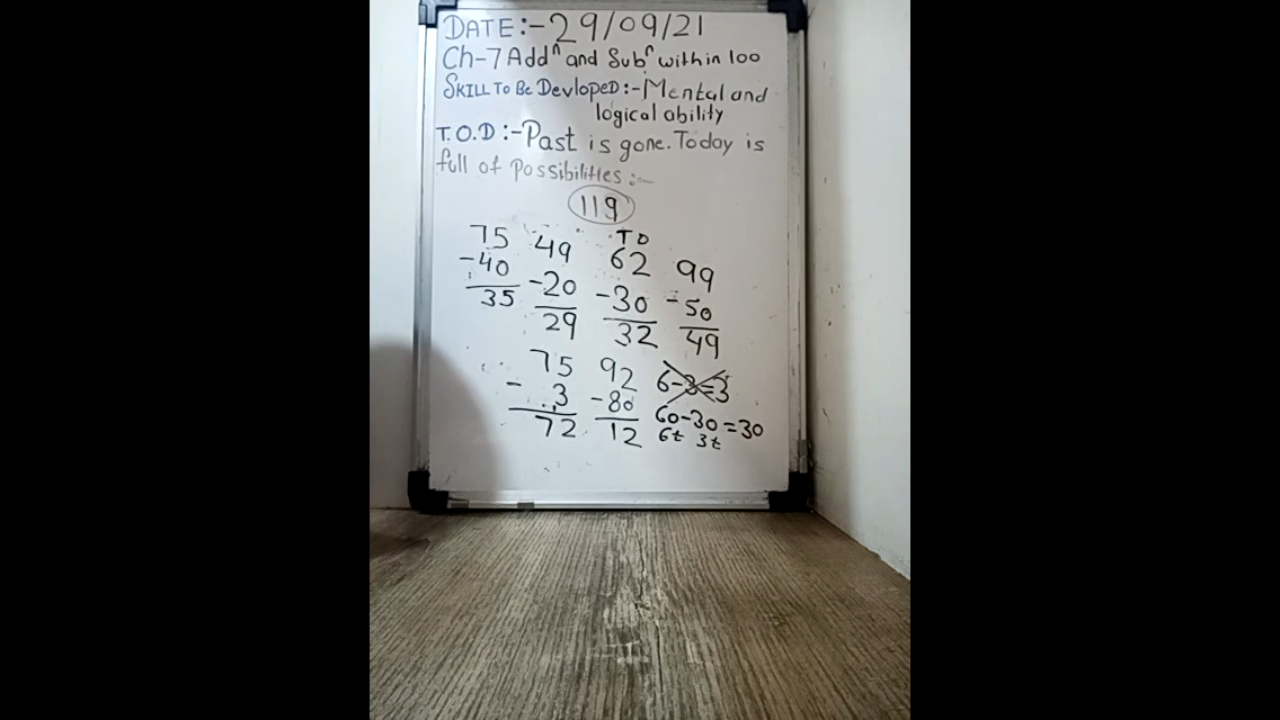 DATE:-29/09/21
Ch-7 Addⁿ and Subⁿ within 100
SKILL TO BE DevloPED:-Mental and
logical ability
T.O.D:-Past is gone. Today is
full of Possibilities:-
119
T O
75 49 62 99
-40 -20 -30 -50
35 29 32 49
75 92 6-3=3
- 3 -80 60-30=30
72 12 6t 3t